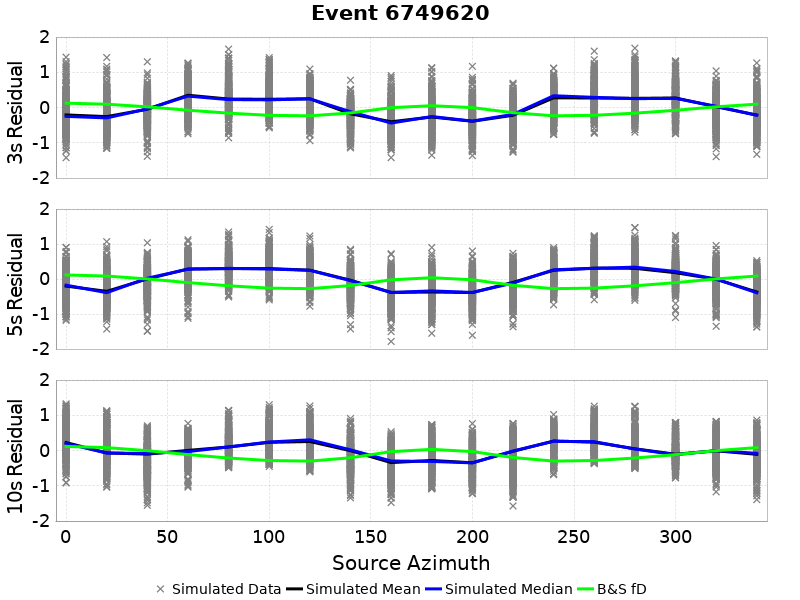 Event 6749620
3s Residual
2
1
0
-1
-2
5s Residual
2
1
0
-1
-2
10s Residual
2
1
0
-1
-2
0 50 100 150 200 250 300
Source Azimuth
× Simulated Data Simulated Mean Simulated Median B&S fD